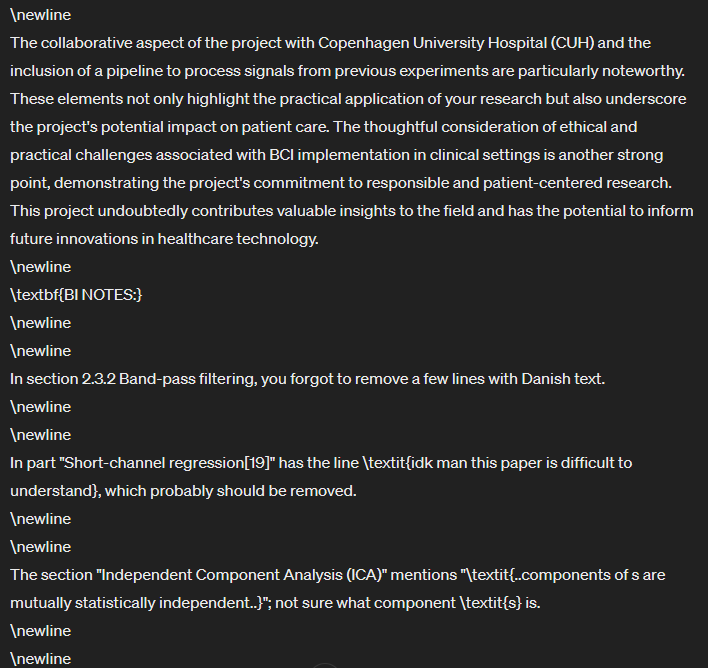 \newline
The collaborative aspect of the project with Copenhagen University Hospital (CUH) and the
inclusion of a pipeline to process signals from previous experiments are particularly noteworthy.
These elements not only highlight the practical application of your research but also underscore
the project's potential impact on patient care. The thoughtful consideration of ethical and
practical challenges associated with BCI implementation in clinical settings is another strong
point, demonstrating the project's commitment to responsible and patient-centered research.
This project undoubtedly contributes valuable insights to the field and has the potential to inform
future innovations in healthcare technology.
\newline
\textbf{BI NOTES:}
\newline
\newline
In section 2.3.2 Band-pass filtering, you forgot to remove a few lines with Danish text.
\newline
\newline
In part "Short-channel regression[19]" has the line \textit{idk man this paper is difficult to
understand}, which probably should be removed.
\newline
\newline
The section "Independent Component Analysis (ICA)" mentions "\textit{..components of s are
mutually statistically independent..}"; not sure what component \textit{s} is.
\newline
\newline